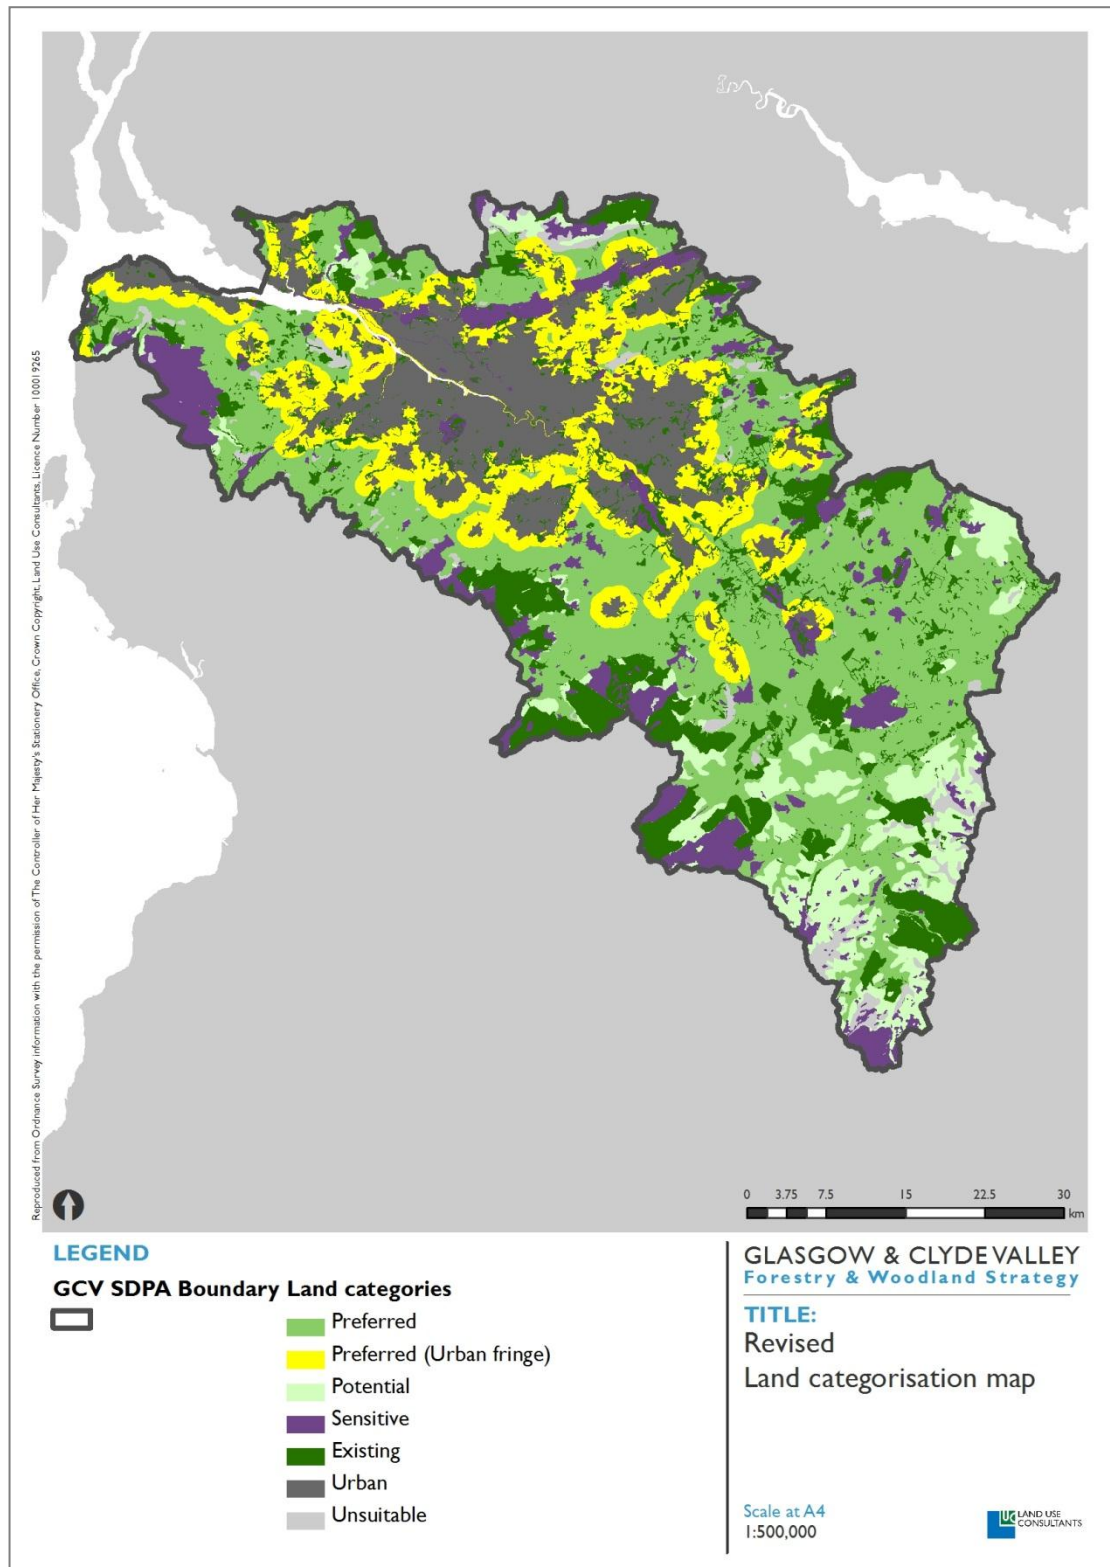 Reproduced from Ordnance Survey information with the permission of The Controller of Her Majesty's Stationery Office, Crown Copyright, Land Use Consultants, Licence Number 100019265
0 3.75 7.5 15 22.5 30
km
LEGEND
GCV SDPA Boundary Land categories
Preferred
Preferred (Urban fringe)
Potential
Sensitive
Existing
Urban
Unsuitable
GLASGOW & CLYDE VALLEY
Forestry & Woodland Strategy
TITLE:
Revised
Land categorisation map
Scale at A4
1:500,000
LUC
LAND USE
CONSULTANTS